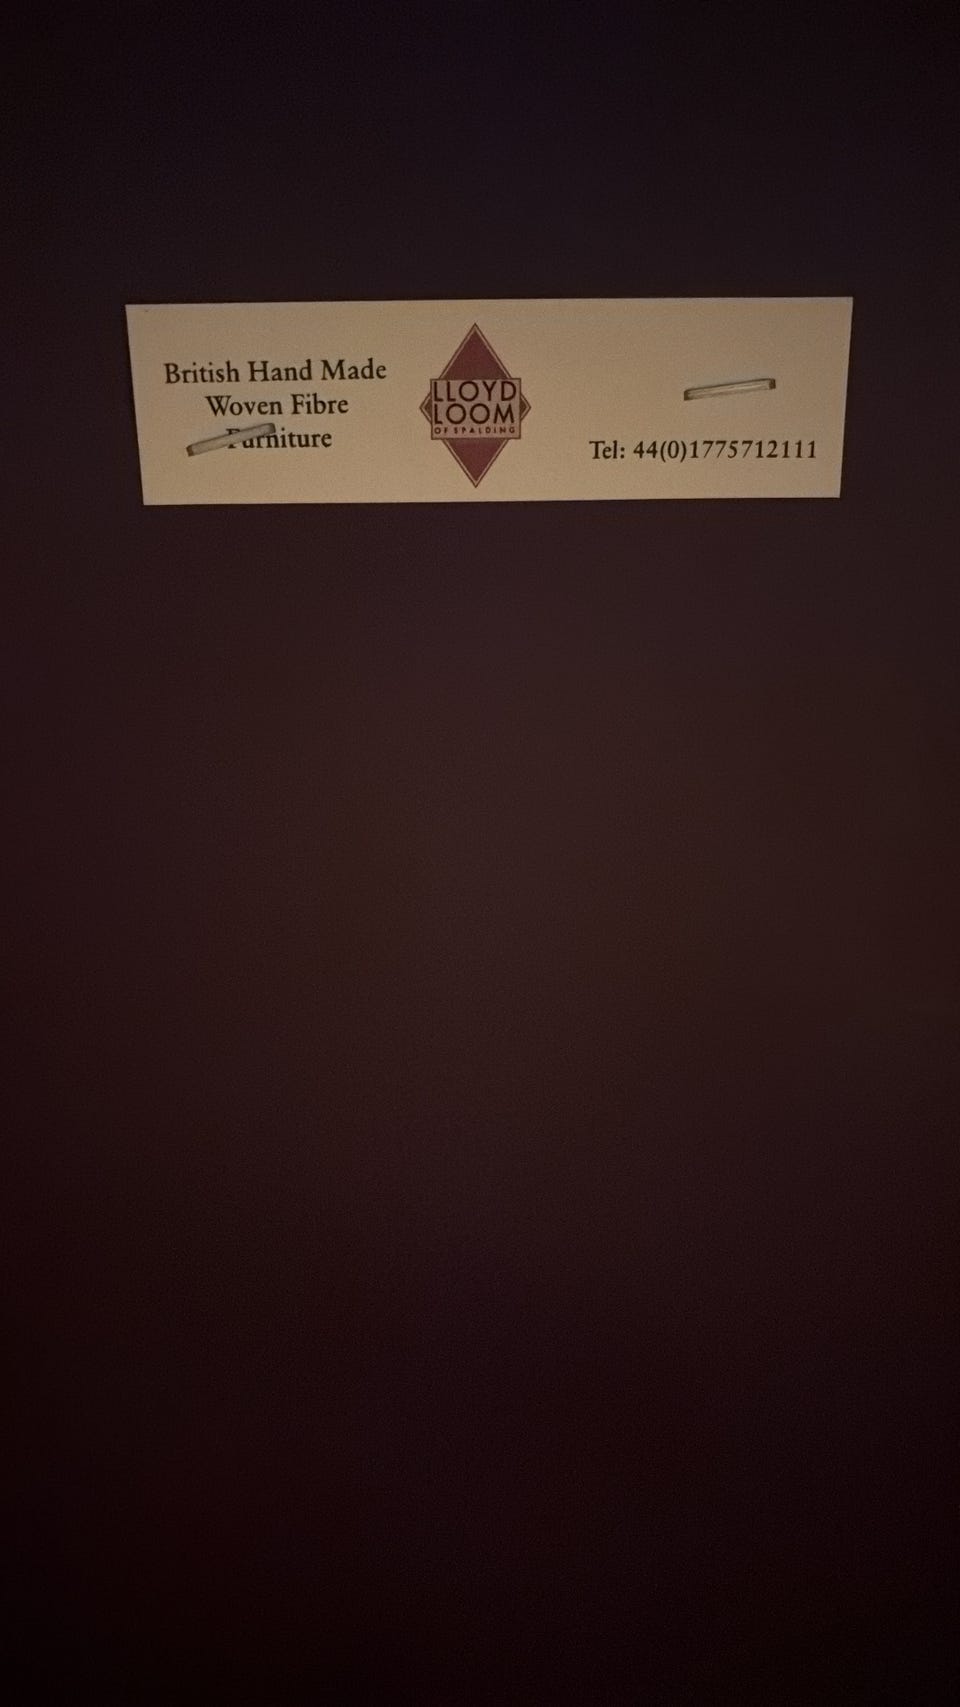 British Hand Made
Woven Fibre
Furniture
LLOYD
LOOM
OF SPALDING
Tel: 44(0)1775712111